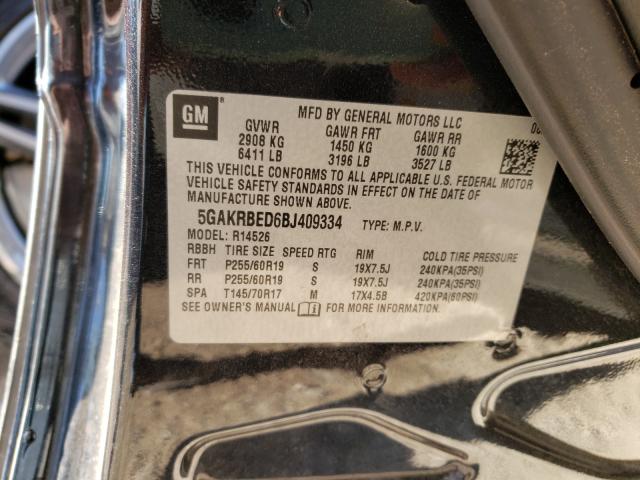 GM
MFD BY GENERAL MOTORS LLC
GVWR GAWR FRT GAWR RR
2908 KG 1450 KG 1600 KG
6411 LB 3196 LB 3527 LB
THIS VEHICLE CONFORMS TO ALL APPLICABLE U.S. FEDERAL MOTOR
VEHICLE SAFETY STANDARDS IN EFFECT ON THE DATE OF
MANUFACTURE SHOWN ABOVE.
5GAKRBED6BJ409334 TYPE: M.P.V.
MODEL: R14526
RBBH TIRE SIZE SPEED RTG RIM COLD TIRE PRESSURE
FRT P255/60R19 S 19X7.5J 240KPA(35PSI)
RR P255/60R19 S 19X7.5J 240KPA(35PSI)
SPA T145/70R17 M 17X4.5B 420KPA(60PSI)
SEE OWNER'S MANUAL FOR MORE INFORMATION.